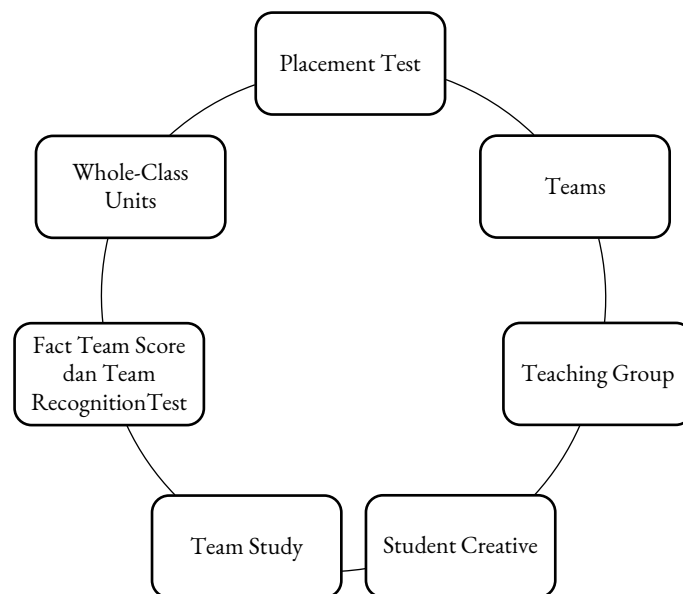 Placement Test
Teams
Teaching Group
Student Creative
Team Study
Fact Team Score
dan Team
RecognitionTest
Whole-Class
Units